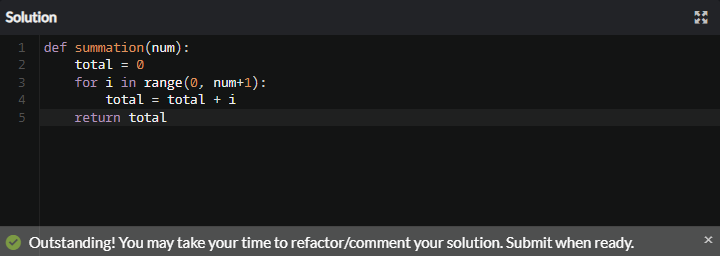 Solution
1 def summation(num):
2     total = 0
3     for i in range(0, num+1):
4         total = total + i
5     return total
Outstanding! You may take your time to refactor/comment your solution. Submit when ready. ×